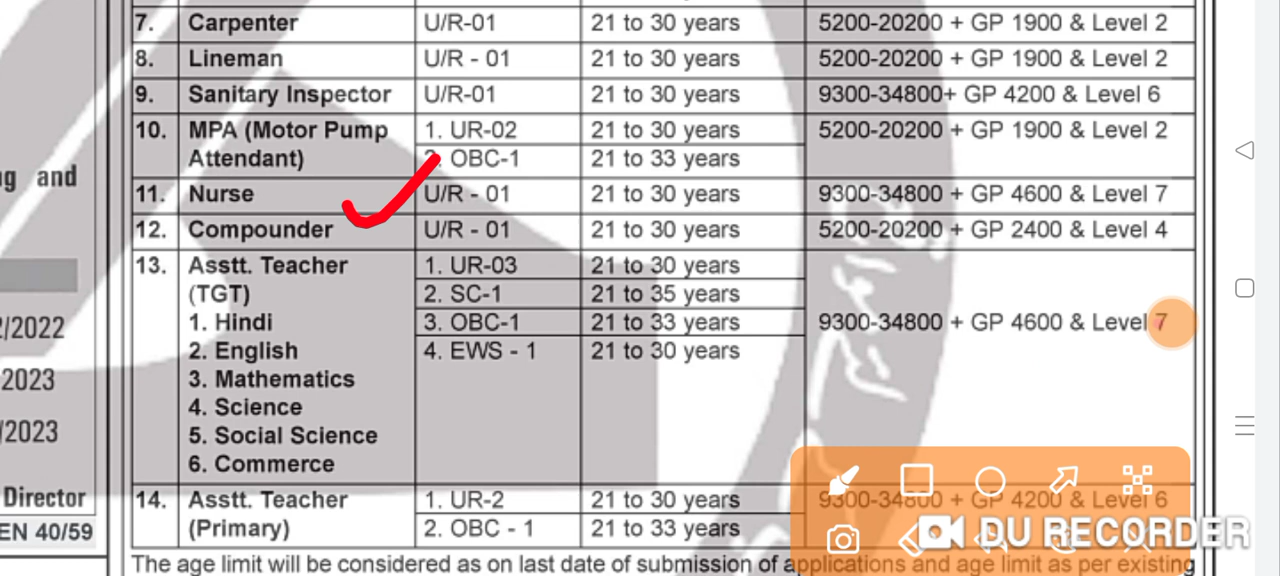 7. Carpenter U/R-01 21 to 30 years 5200-20200 + GP 1900 & Level 2
8. Lineman U/R - 01 21 to 30 years 5200-20200 + GP 1900 & Level 2
9. Sanitary Inspector U/R-01 21 to 30 years 9300-34800+ GP 4200 & Level 6
10. MPA (Motor Pump 1. UR-02 21 to 30 years 5200-20200 + GP 1900 & Level 2
Attendant) 2. OBC-1 21 to 33 years
ng and
11. Nurse U/R - 01 21 to 30 years 9300-34800 + GP 4600 & Level 7
12. Compounder U/R - 01 21 to 30 years 5200-20200 + GP 2400 & Level 4
13. Asstt. Teacher 1. UR-03 21 to 30 years
(TGT) 2. SC-1 21 to 35 years
2/2022 1. Hindi 3. OBC-1 21 to 33 years 9300-34800 + GP 4600 & Level 7
2. English 4. EWS - 1 21 to 30 years
2023 3. Mathematics
4. Science
/2023 5. Social Science
6. Commerce
Director 14. Asstt. Teacher 1. UR-2 21 to 30 years 9300-34800 + GP 4200 & Level 6
EN 40/59 (Primary) 2. OBC - 1 21 to 33 years
DU RECORDER
The age limit will be considered as on last date of submission of applications and age limit as per existing